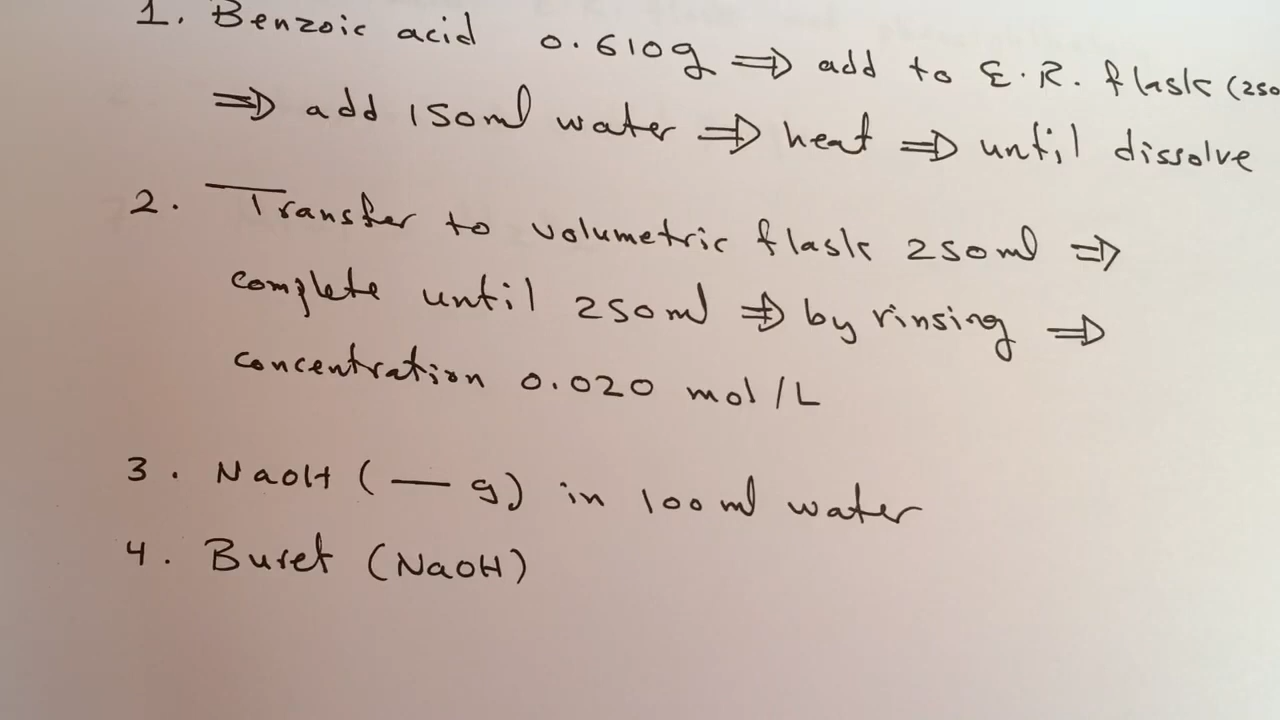 1. Benzoic acid 0.610g ⇒ add to E.R. flask (250
⇒ add 150ml water ⇒ heat ⇒ until dissolve
2. Transfer to volumetric flask 250ml ⇒
complete until 250ml ⇒ by rinsing ⇒
concentration 0.020 mol/L
3. NaOH ( — g) in 100ml water
4. Buret (NaOH)